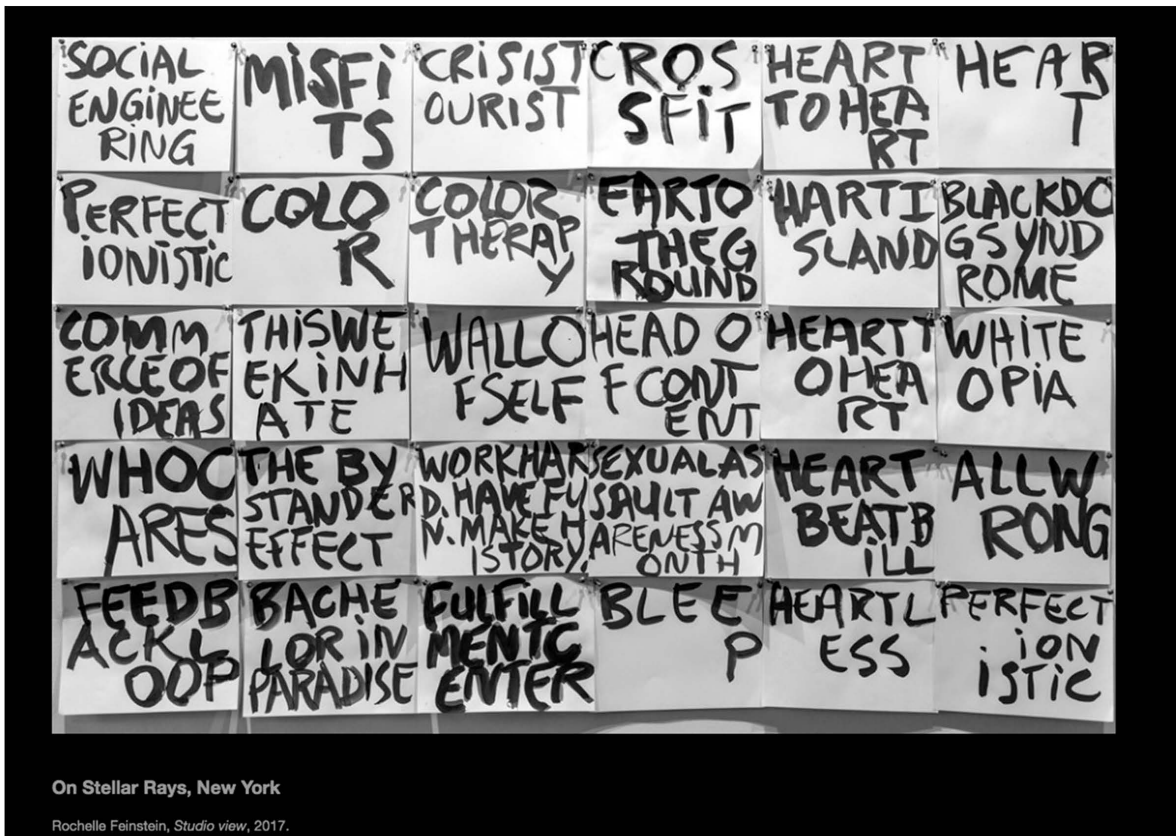 SOCIAL
ENGINEE
RING
MISFI
TS
CRISIST
OURIST
CROS
SFIT
HEART
TO HEA
RT
HEAR
T
PERFECT
IONISTIC
COLO
R
COLOR
THERAP
Y
EARTO
THEG
ROUND
HARTI
SLAND
BLACKDO
GSYND
ROME
COMM
ERCEOF
IDEAS
THISWE
EKINH
ATE
WALLO
FSELF
HEAD O
F CONT
ENT
HEARTT
OHEA
RT
WHITE
OPIA
WHOC
ARES
THE BY
STANDER
EFFECT
WORKHAR
D. HAVE FU
N. MAKE H
ISTORY.
SEXUALAS
SAULT AW
ARENESSM
ONTH
HEART
BEATB
ILL
ALLW
RONG
FEEDB
ACKL
OOP
BACHE
LOR IN
PARADISE
FULFILL
MENTC
ENTER
BLEE
P
HEARTL
ESS
PERFECT
ION
ISTIC
On Stellar Rays, New York
Rochelle Feinstein, Studio view, 2017.